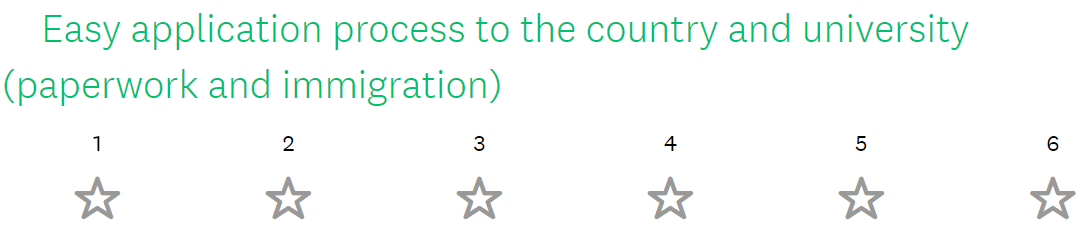 Easy application process to the country and university
(paperwork and immigration)
1 2 3 4 5 6